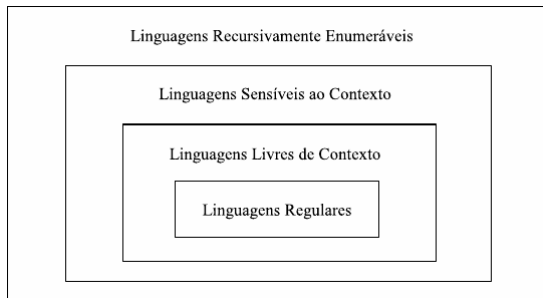 Linguagens Recursivamente Enumeráveis
Linguagens Sensíveis ao Contexto
Linguagens Livres de Contexto
Linguagens Regulares